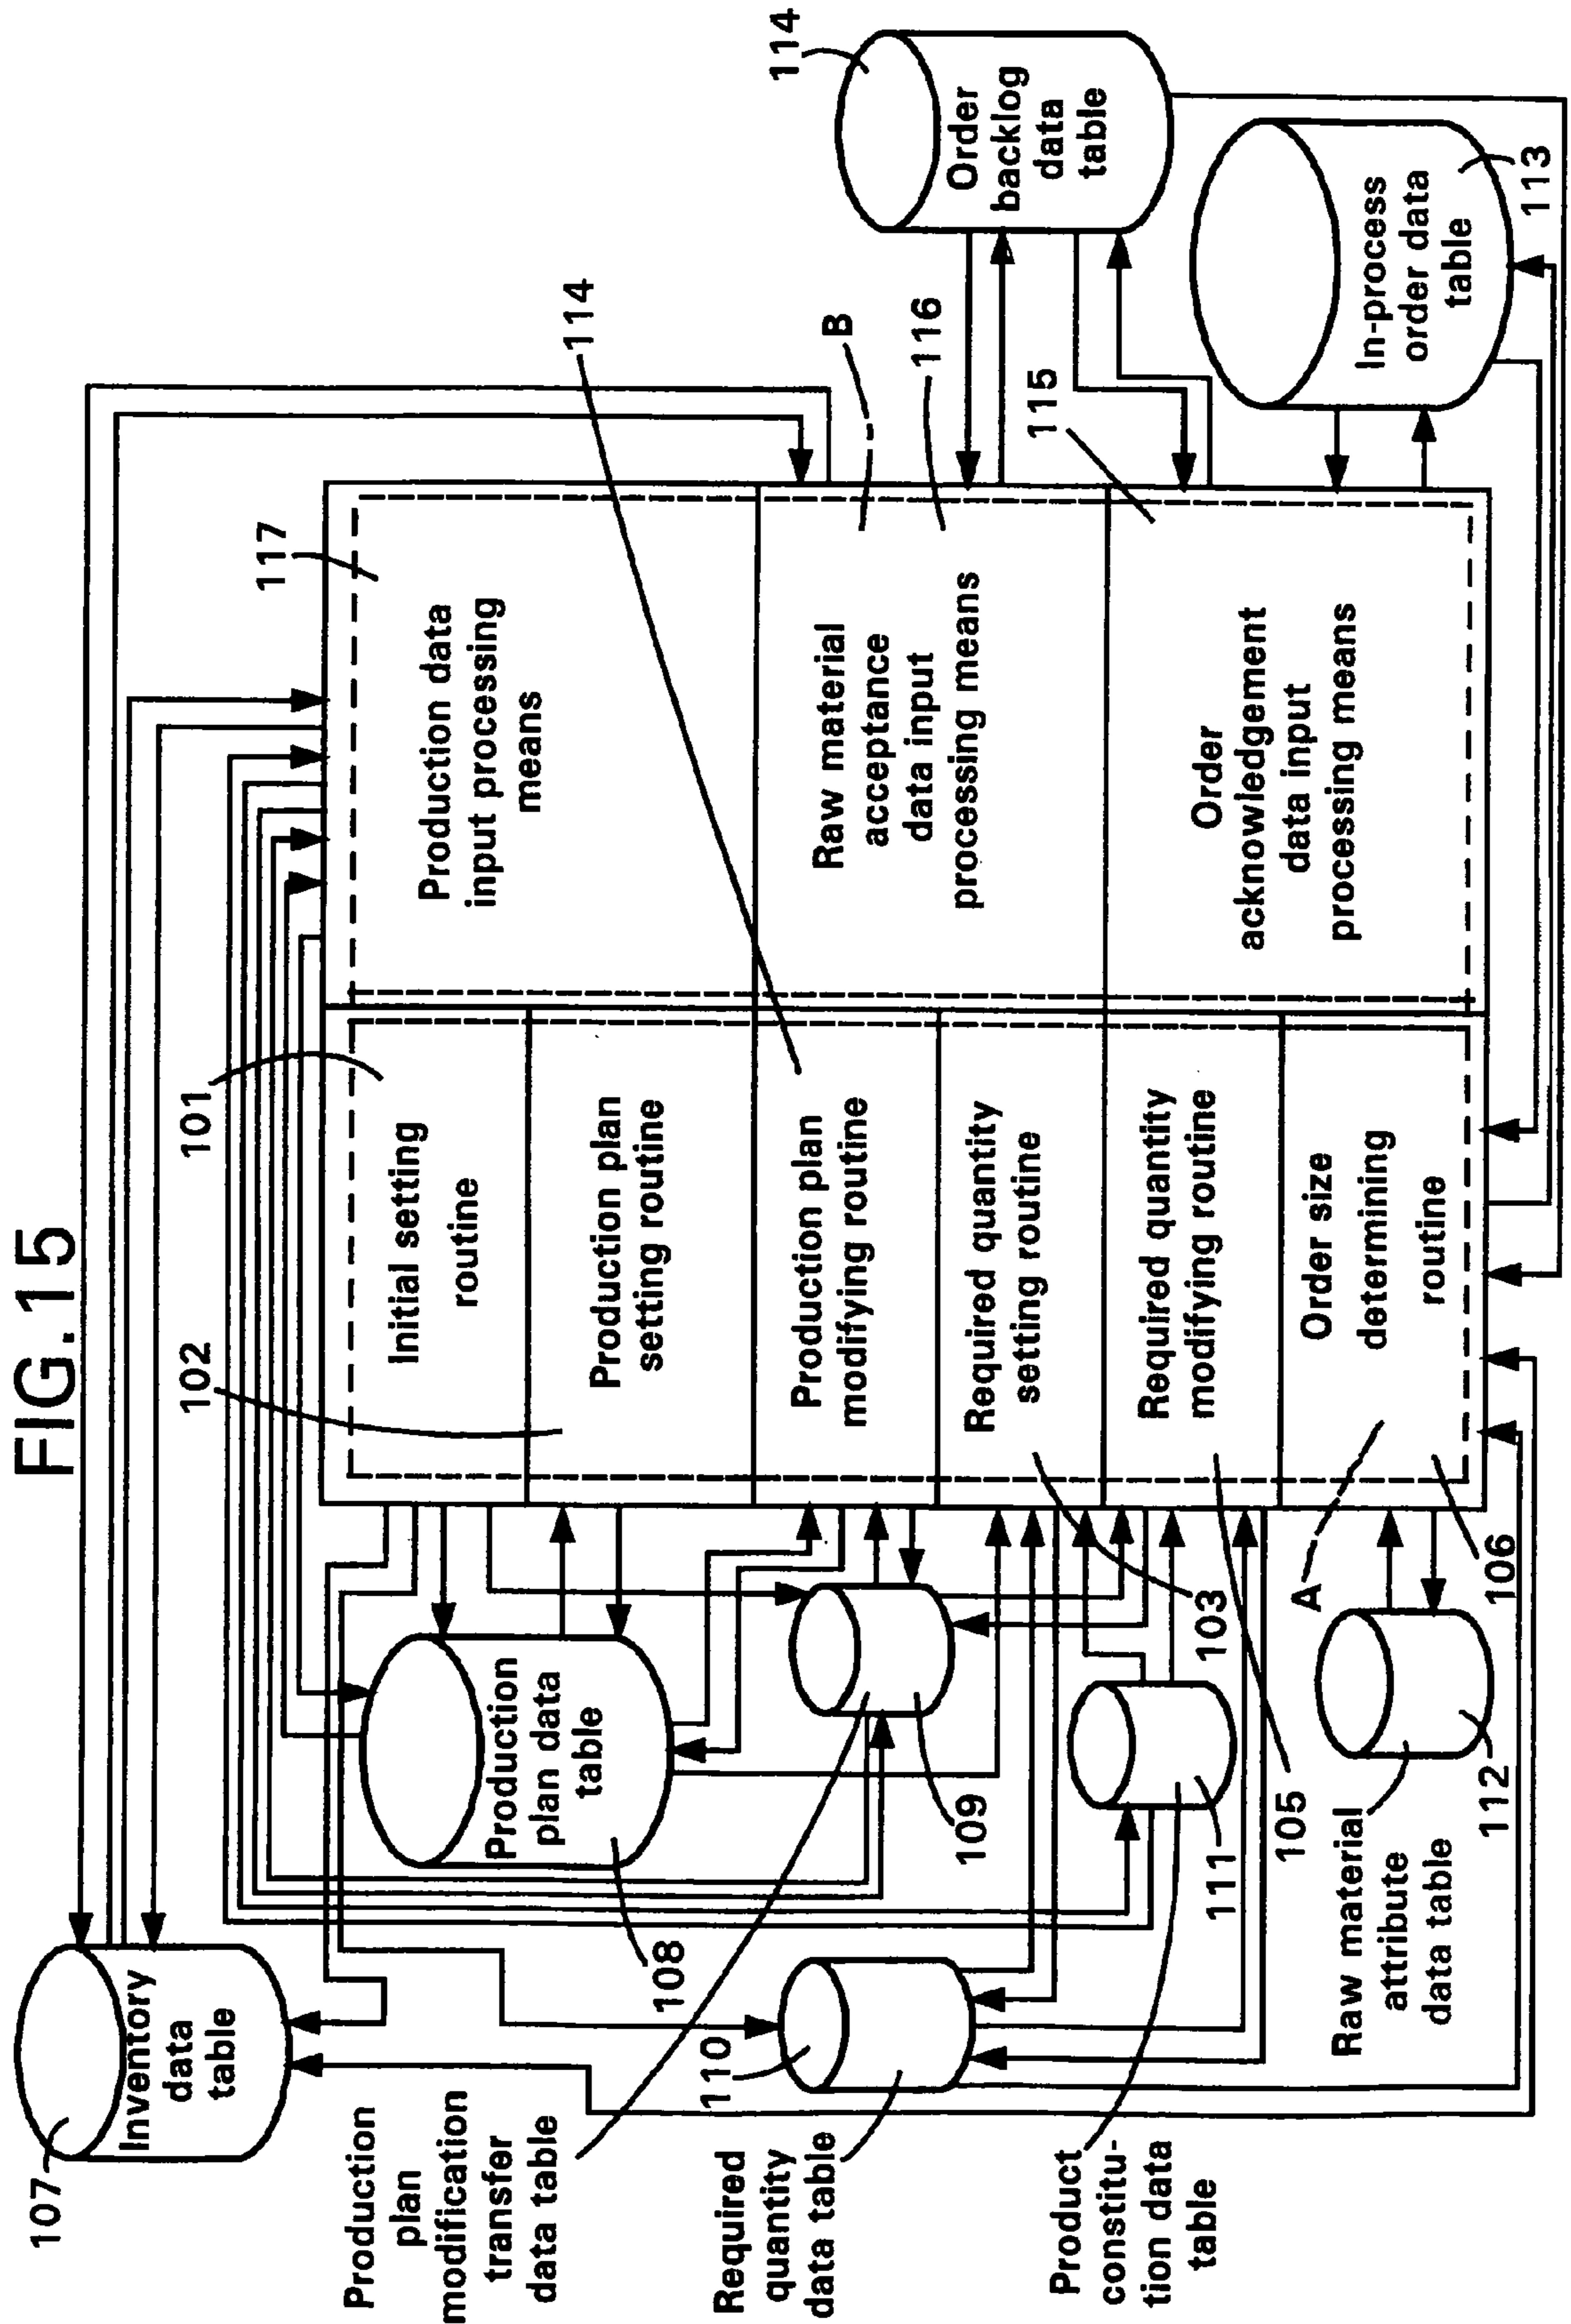 FIG.15
107
Inventory
data
table
101
102
117
114
B
116
115
114
Order
backlog
data
table
In-process
order data
table
113
Initial setting
routine
Production plan
setting routine
Production plan
modifying routine
Required quantity
setting routine
Required quantity
modifying routine
Order size
determining
routine
Production data
input processing
means
Raw material
acceptance
data input
processing means
Order
acknowledgement
data input
processing means
Production
plan data
table
108
Production
plan
modification
transfer
data table
109
110
Required
quantity
data table
103
111
105
Product
constitu-
tion data
table
A
106
112
Raw material
attribute
data table